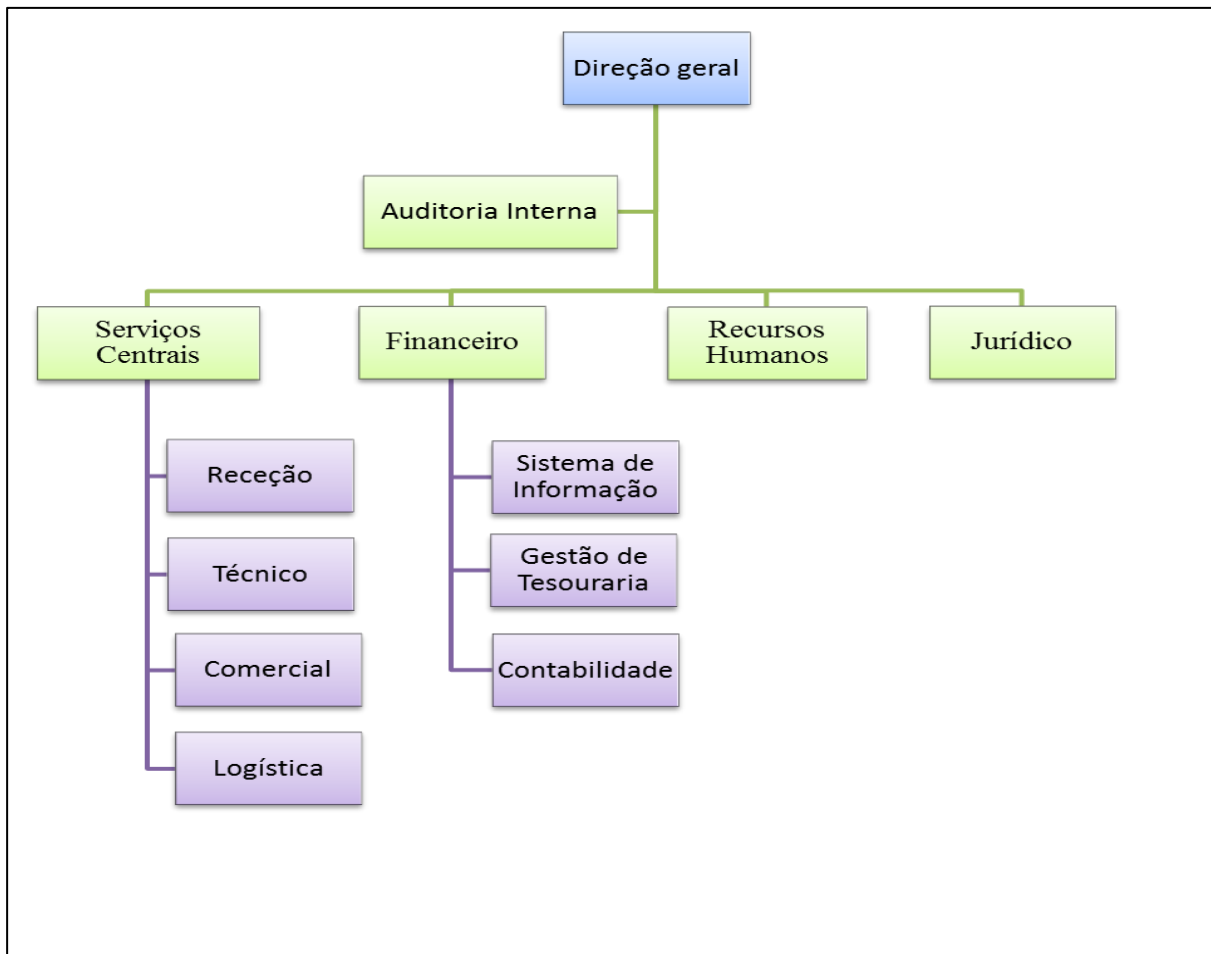 Direção geral
Auditoria Interna
Serviços
Centrais
Financeiro
Recursos
Humanos
Jurídico
Receção
Técnico
Comercial
Logística
Sistema de
Informação
Gestão de
Tesouraria
Contabilidade